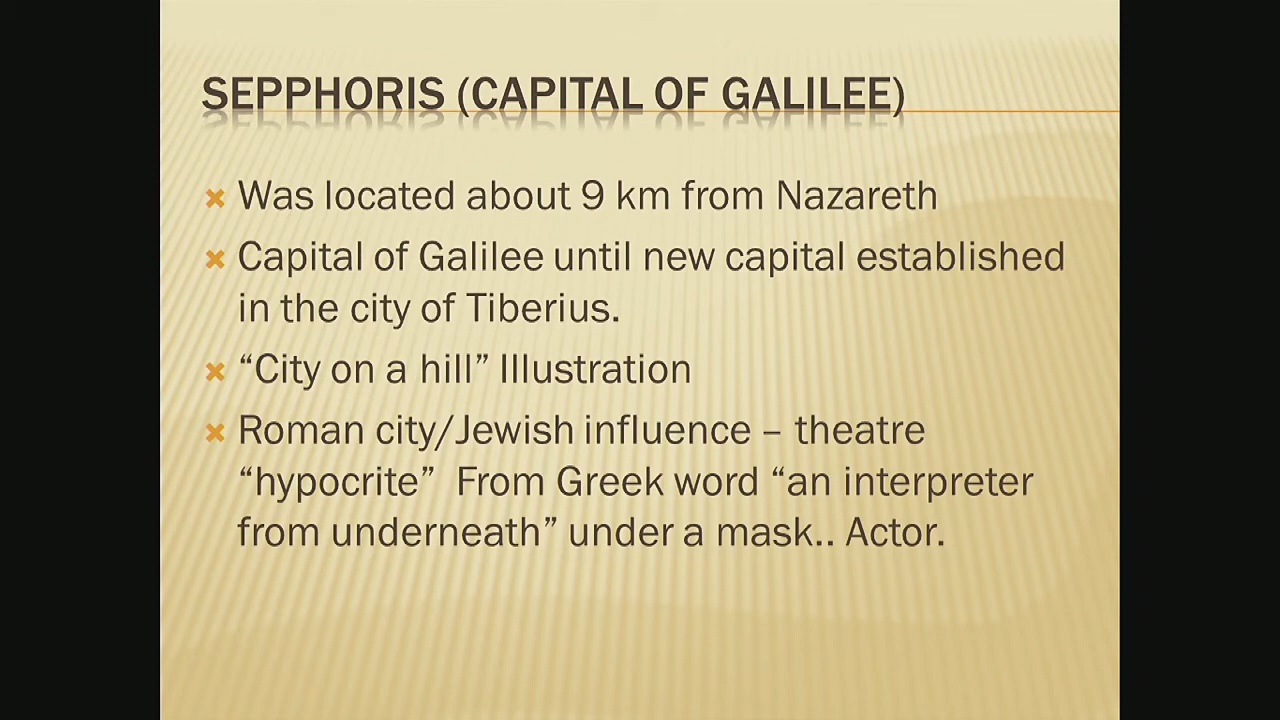 SEPPHORIS (CAPITAL OF GALILEE)
Was located about 9 km from Nazareth
Capital of Galilee until new capital established
in the city of Tiberius.
“City on a hill” Illustration
Roman city/Jewish influence – theatre
“hypocrite”  From Greek word “an interpreter
from underneath” under a mask.. Actor.